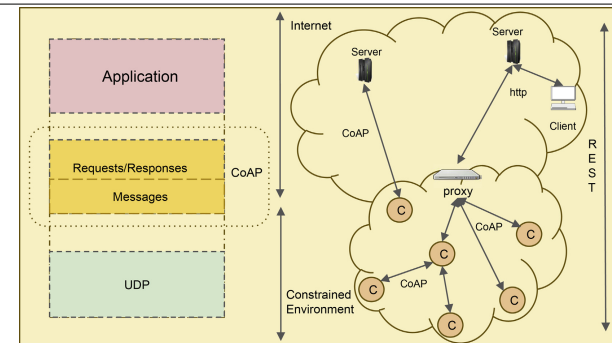 Application
Requests/Responses
Messages
CoAP
UDP
Internet
Constrained
Environment
Server
Server
http
Client
CoAP
proxy
C
C
CoAP
C
C
CoAP
C
C
R
E
S
T